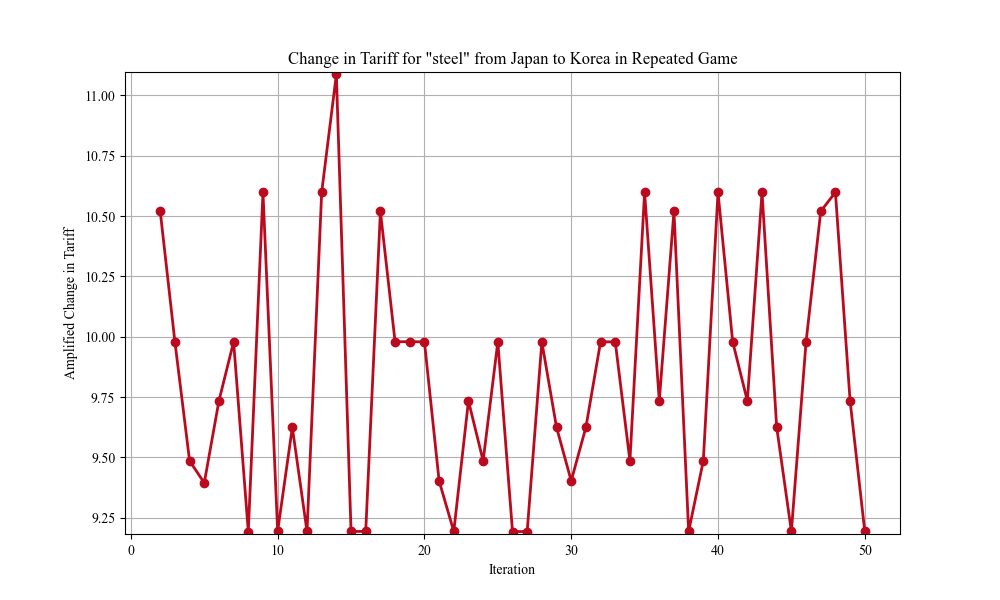 Change in Tariff for "steel" from Japan to Korea in Repeated Game
Amplified Change in Tariff
11.00
10.75
10.50
10.25
10.00
9.75
9.50
9.25
0 10 20 30 40 50
Iteration